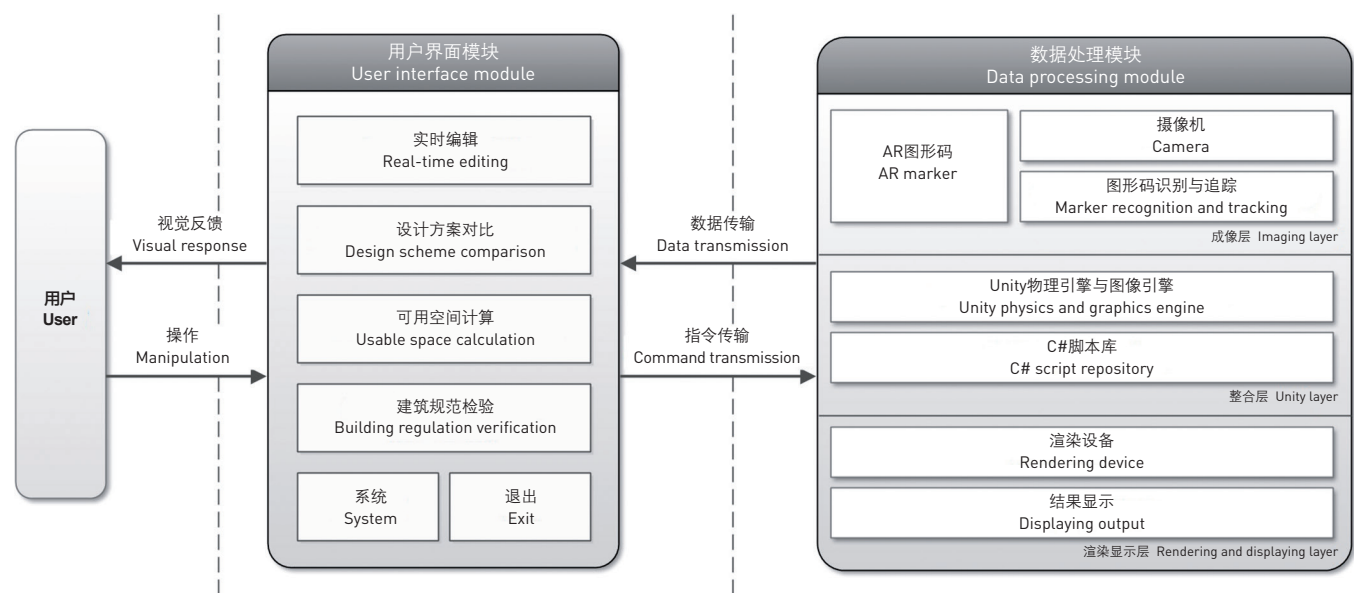 用户
User
视觉反馈
Visual response
操作
Manipulation
用户界面模块
User interface module
实时编辑
Real-time editing
设计方案对比
Design scheme comparison
可用空间计算
Usable space calculation
建筑规范检验
Building regulation verification
系统
System
退出
Exit
数据传输
Data transmission
指令传输
Command transmission
数据处理模块
Data processing module
AR图形码
AR marker
摄像机
Camera
图形码识别与追踪
Marker recognition and tracking
成像层 Imaging layer
Unity物理引擎与图像引擎
Unity physics and graphics engine
C#脚本库
C# script repository
整合层 Unity layer
渲染设备
Rendering device
结果显示
Displaying output
渲染显示层 Rendering and displaying layer